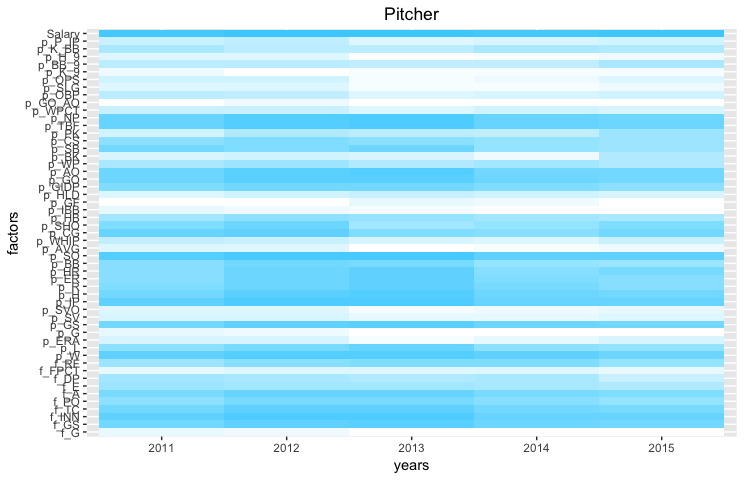 Pitcher
factors
Salary
p_P_IP
p_K_BB
p_H_9
p_BB_9
p_K_9
p_OPS
p_SLG
p_OBP
p_GO_AO
p_WPCT
p_NP
p_TBF
p_PK
p_CS
p_SB
p_BK
p_WP
p_AO
p_GO
p_GIDP
p_HLD
p_GF
p_IBB
p_HB
p_SHO
p_CG
p_WHIP
p_AVG
p_SO
p_BB
p_HR
p_ER
p_R
p_H
p_IP
p_SVO
p_SV
p_GS
p_G
p_ERA
p_L
p_W
f_RF
f_FPCT
f_DP
f_E
f_A
f_PO
f_TC
f_INN
f_GS
f_G
2011 2012 2013 2014 2015
years